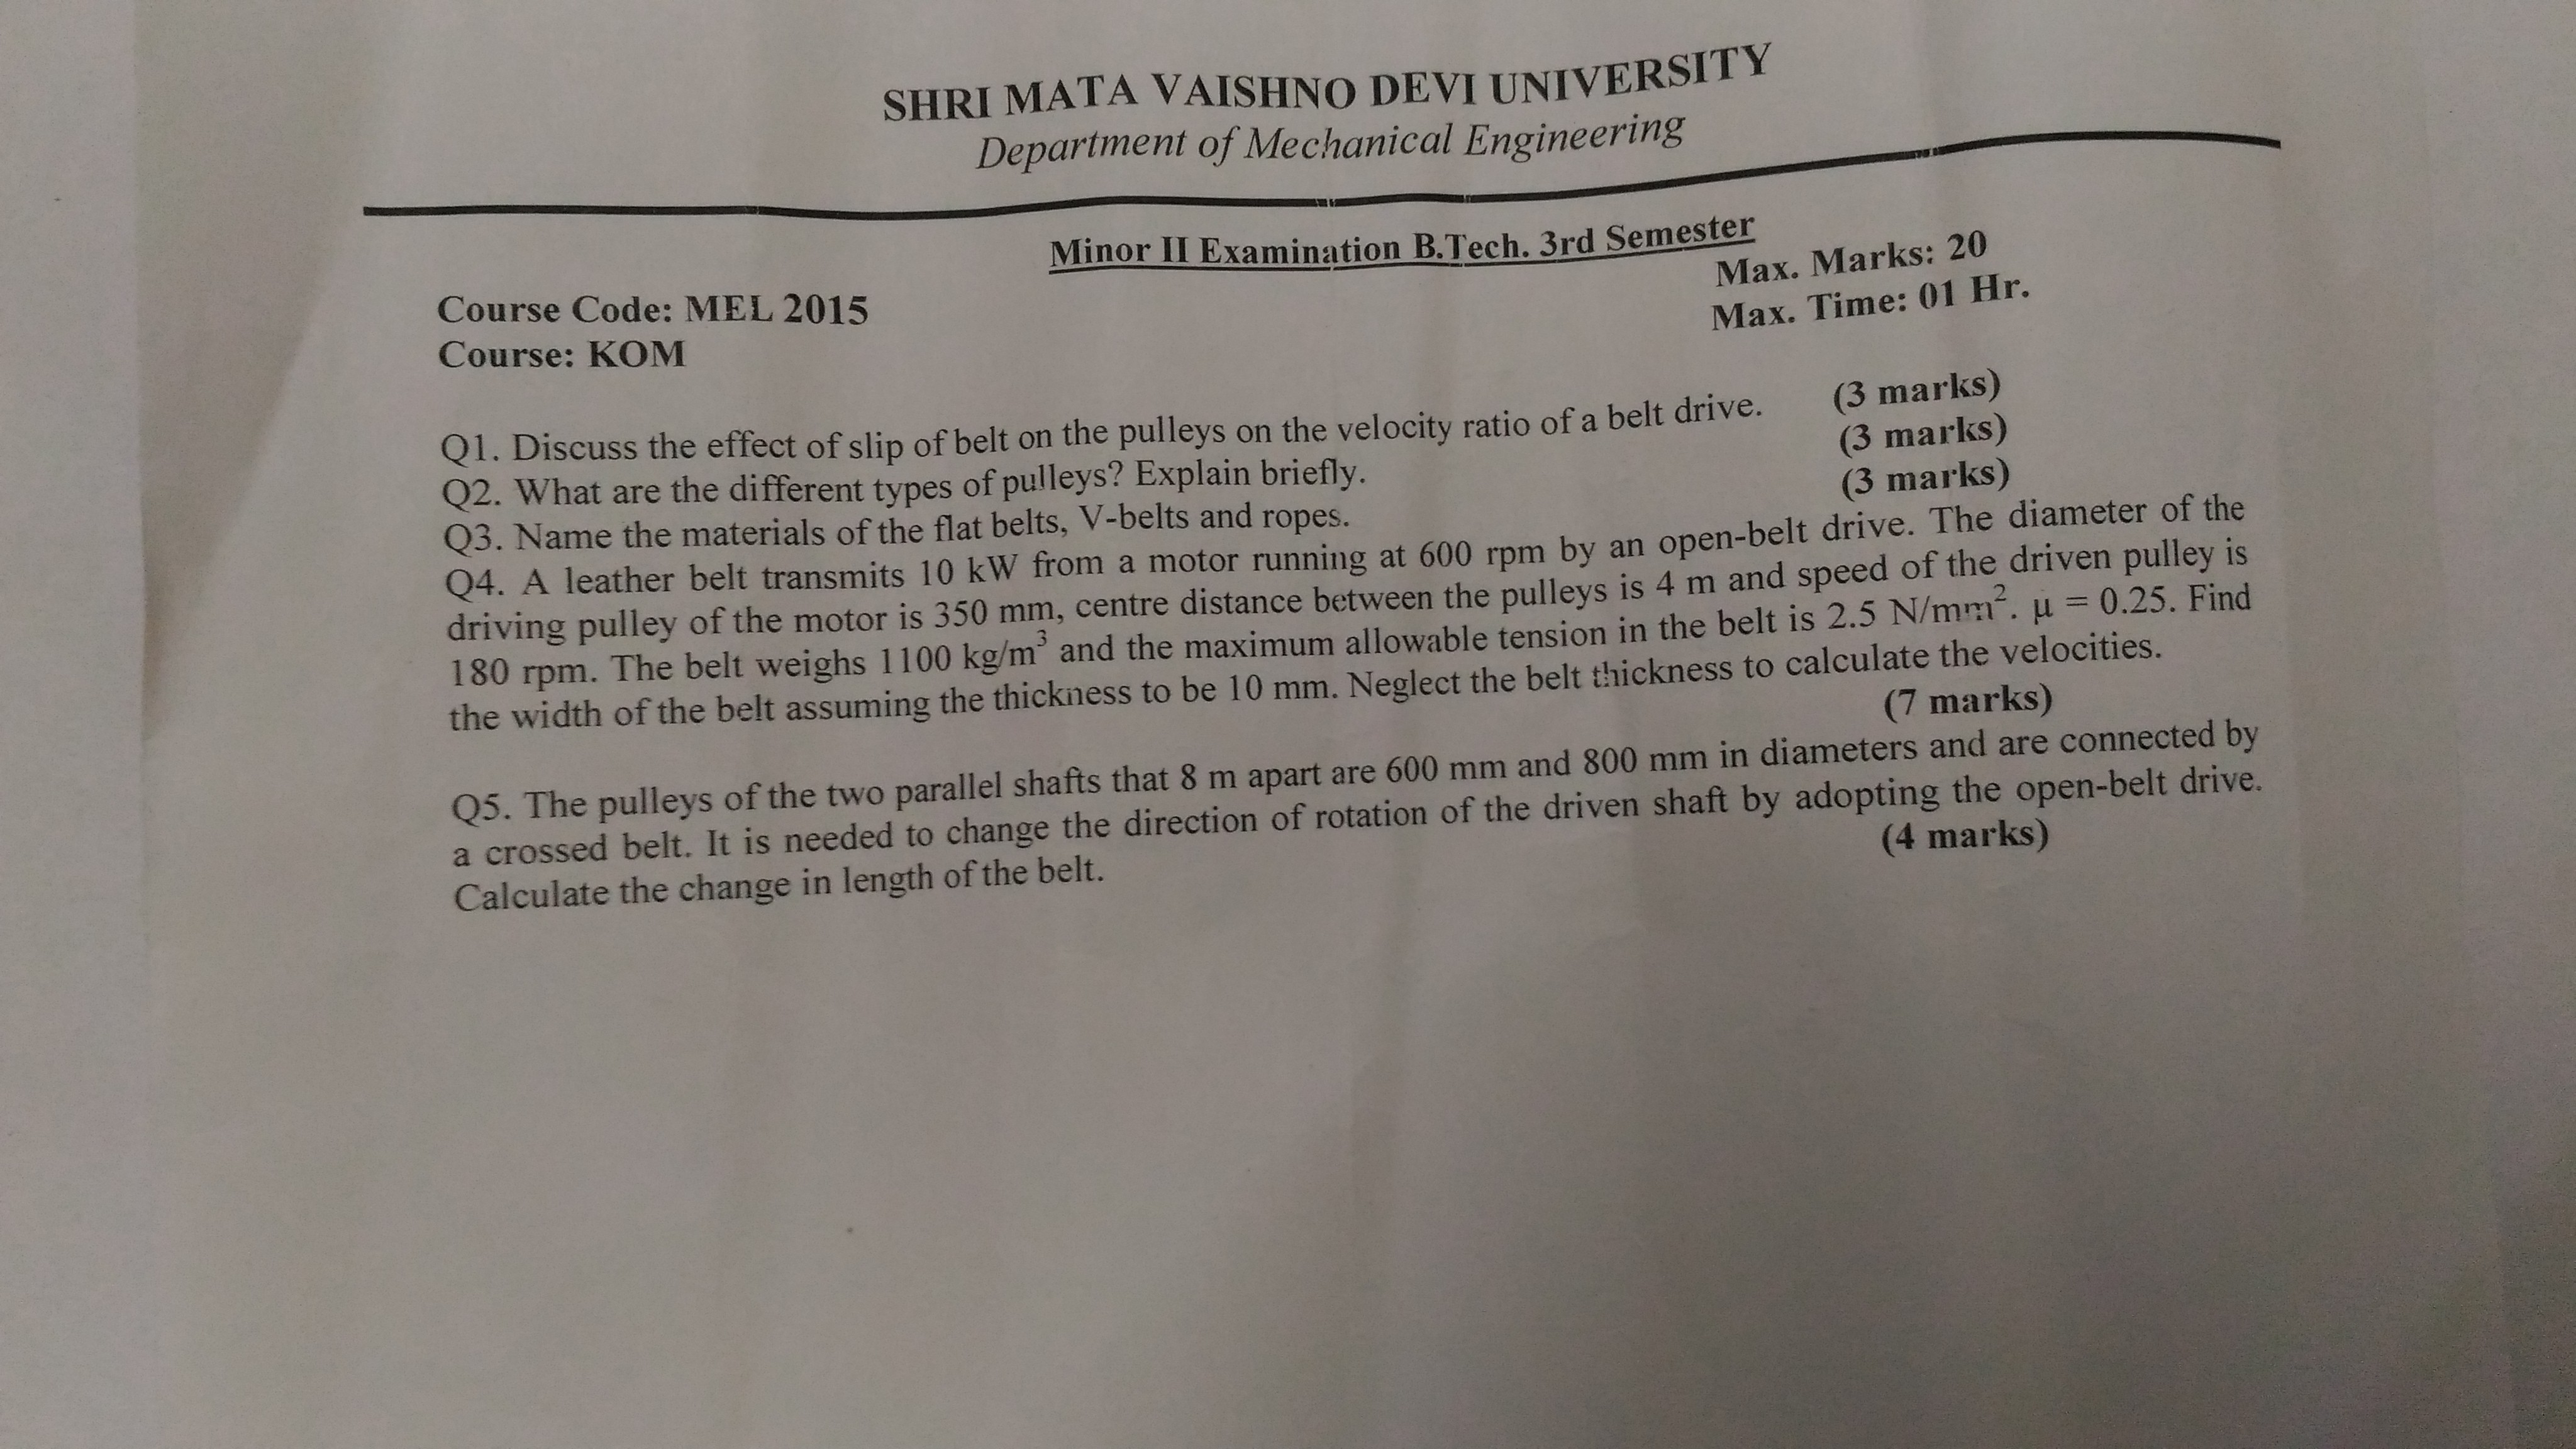 SHRI MATA VAISHNO DEVI UNIVERSITY
Department of Mechanical Engineering
Minor II Examination B.Tech. 3rd Semester
Max. Marks: 20
Course Code: MEL 2015
Max. Time: 01 Hr.
Course: KOM
Q1. Discuss the effect of slip of belt on the pulleys on the velocity ratio of a belt drive. (3 marks)
Q2. What are the different types of pulleys? Explain briefly. (3 marks)
Q3. Name the materials of the flat belts, V-belts and ropes. (3 marks)
Q4. A leather belt transmits 10 kW from a motor running at 600 rpm by an open-belt drive. The diameter of the
driving pulley of the motor is 350 mm, centre distance between the pulleys is 4 m and speed of the driven pulley is
180 rpm. The belt weighs 1100 kg/m³ and the maximum allowable tension in the belt is 2.5 N/mm². μ = 0.25. Find
the width of the belt assuming the thickness to be 10 mm. Neglect the belt thickness to calculate the velocities.
(7 marks)
Q5. The pulleys of the two parallel shafts that 8 m apart are 600 mm and 800 mm in diameters and are connected by
a crossed belt. It is needed to change the direction of rotation of the driven shaft by adopting the open-belt drive.
Calculate the change in length of the belt. (4 marks)